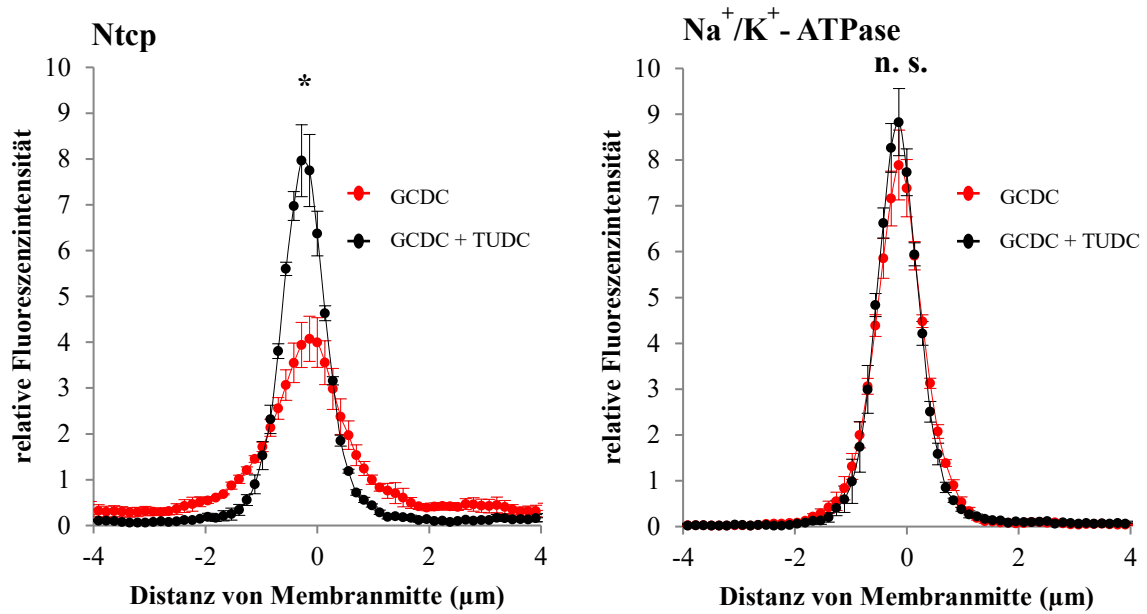 Ntcp
*
10
9
8
7
6
5
4
3
2
1
0
relative Fluoreszenzintensität
GCDC
GCDC + TUDC
-4 -2 0 2 4
Distanz von Membranmitte (µm)
Na⁺/K⁺- ATPase
n. s.
10
9
8
7
6
5
4
3
2
1
0
relative Fluoreszenzintensität
GCDC
GCDC + TUDC
-4 -2 0 2 4
Distanz von Membranmitte (µm)